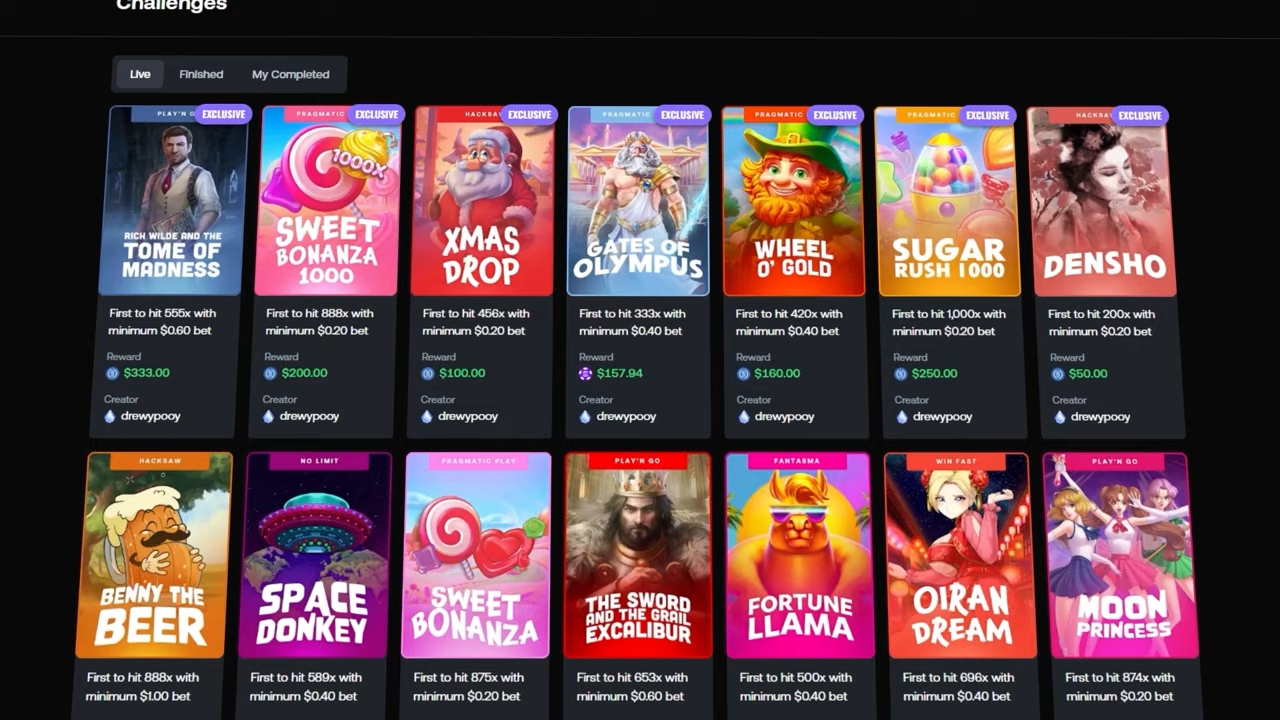 Challenges
Live Finished My Completed
PLAY'N G EXCLUSIVE
RICH WILDE AND THE
TOME OF
MADNESS
First to hit 555x with
minimum $0.60 bet
Reward
$333.00
Creator
drewypooy
PRAGMATIC EXCLUSIVE
1000X
SWEET
BONANZA
1000
First to hit 888x with
minimum $0.20 bet
Reward
$200.00
Creator
drewypooy
HACKSAW EXCLUSIVE
XMAS
DROP
First to hit 456x with
minimum $0.20 bet
Reward
$100.00
Creator
drewypooy
PRAGMATIC EXCLUSIVE
GATES OF
OLYMPUS
First to hit 333x with
minimum $0.40 bet
Reward
$157.94
Creator
drewypooy
PRAGMATIC EXCLUSIVE
WHEEL
O' GOLD
First to hit 420x with
minimum $0.40 bet
Reward
$160.00
Creator
drewypooy
PRAGMATIC EXCLUSIVE
SUGAR
RUSH 1000
First to hit 1,000x with
minimum $0.20 bet
Reward
$250.00
Creator
drewypooy
HACKSAW EXCLUSIVE
DENSHO
First to hit 200x with
minimum $0.20 bet
Reward
$50.00
Creator
drewypooy
HACKSAW
BENNY THE
BEER
First to hit 888x with
minimum $1.00 bet
NO LIMIT
SPACE
DONKEY
First to hit 589x with
minimum $0.40 bet
PRAGMATIC PLAY
SWEET
BONANZA
First to hit 875x with
minimum $0.20 bet
PLAY'N GO
THE SWORD
AND THE GRAIL
EXCALIBUR
First to hit 653x with
minimum $0.60 bet
FANTASMA
FORTUNE
LLAMA
First to hit 500x with
minimum $0.40 bet
WIN FAST
OIRAN
DREAM
First to hit 696x with
minimum $0.40 bet
PLAY'N GO
MOON
PRINCESS
First to hit 874x with
minimum $0.20 bet